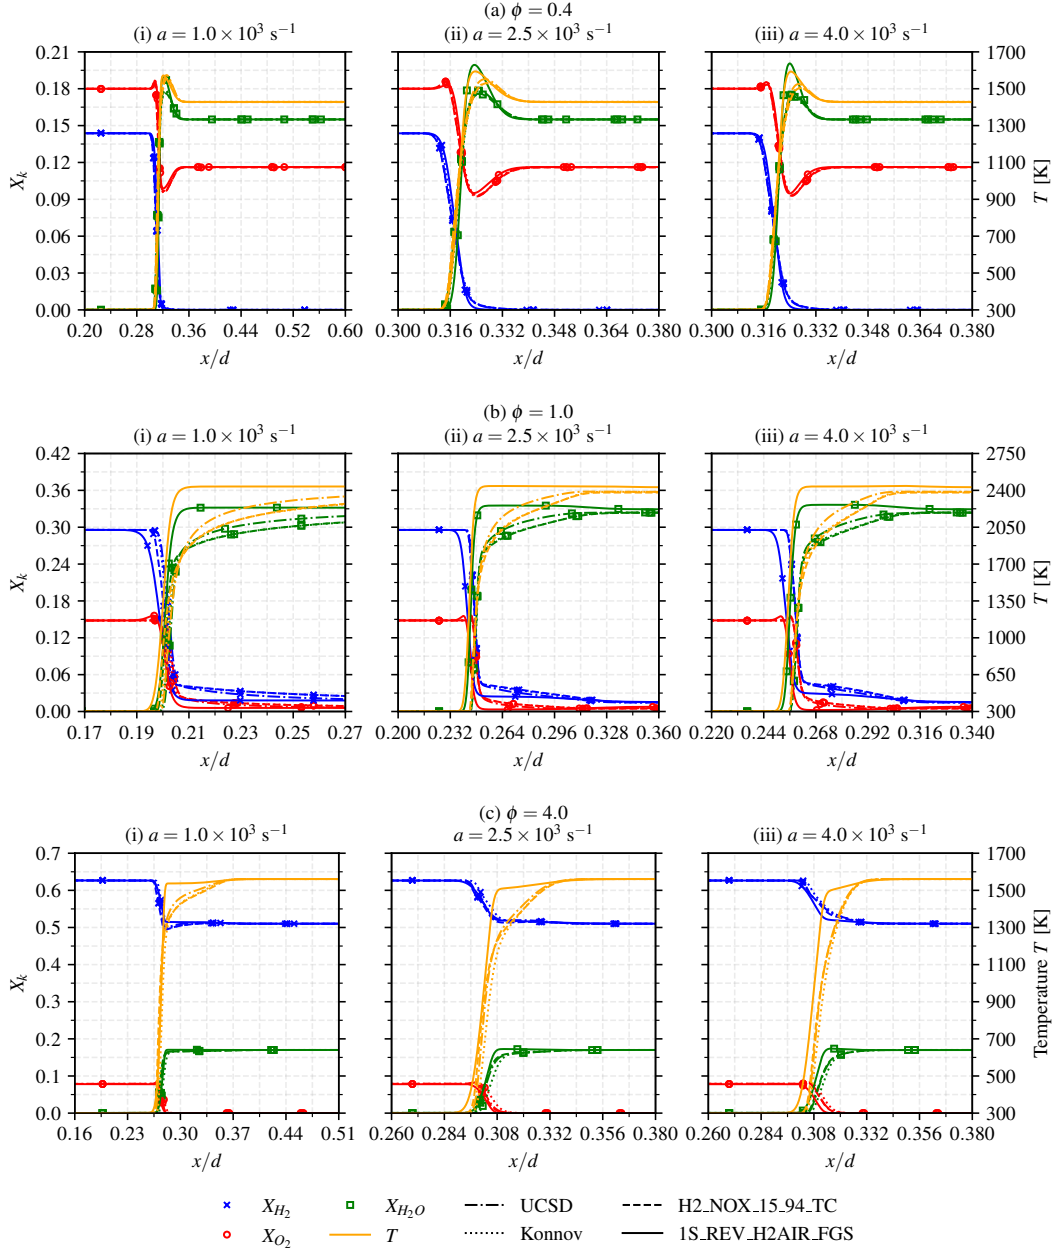 (a) ϕ = 0.4
(i) a = 1.0 × 10³ s⁻¹
(ii) a = 2.5 × 10³ s⁻¹
(iii) a = 4.0 × 10³ s⁻¹
0.21
0.18
0.15
0.12
0.09
0.06
0.03
0.00
X_k
0.20 0.28 0.36 0.44 0.52 0.60
0.300 0.316 0.332 0.348 0.364 0.380
0.300 0.316 0.332 0.348 0.364 0.380
1700
1500
1300
1100
900
700
500
300
T [K]
x/d
x/d
x/d
(b) ϕ = 1.0
(i) a = 1.0 × 10³ s⁻¹
(ii) a = 2.5 × 10³ s⁻¹
(iii) a = 4.0 × 10³ s⁻¹
0.42
0.36
0.30
0.24
0.18
0.12
0.06
0.00
X_k
0.17 0.19 0.21 0.23 0.25 0.27
0.200 0.232 0.264 0.296 0.328 0.360
0.220 0.244 0.268 0.292 0.316 0.340
2750
2400
2050
1700
1350
1000
650
300
T [K]
x/d
x/d
x/d
(c) ϕ = 4.0
(i) a = 1.0 × 10³ s⁻¹
a = 2.5 × 10³ s⁻¹
(iii) a = 4.0 × 10³ s⁻¹
0.7
0.6
0.5
0.4
0.3
0.2
0.1
0.0
X_k
0.16 0.23 0.30 0.37 0.44 0.51
0.260 0.284 0.308 0.332 0.356 0.380
0.260 0.284 0.308 0.332 0.356 0.380
1700
1500
1300
1100
900
700
500
300
Temperature T [K]
x/d
x/d
x/d
X_{H_2}
X_{H_2O}
UCSD
H2_NOX_15_94_TC
X_{O_2}
T
Konnov
1S_REV_H2AIR_FGS